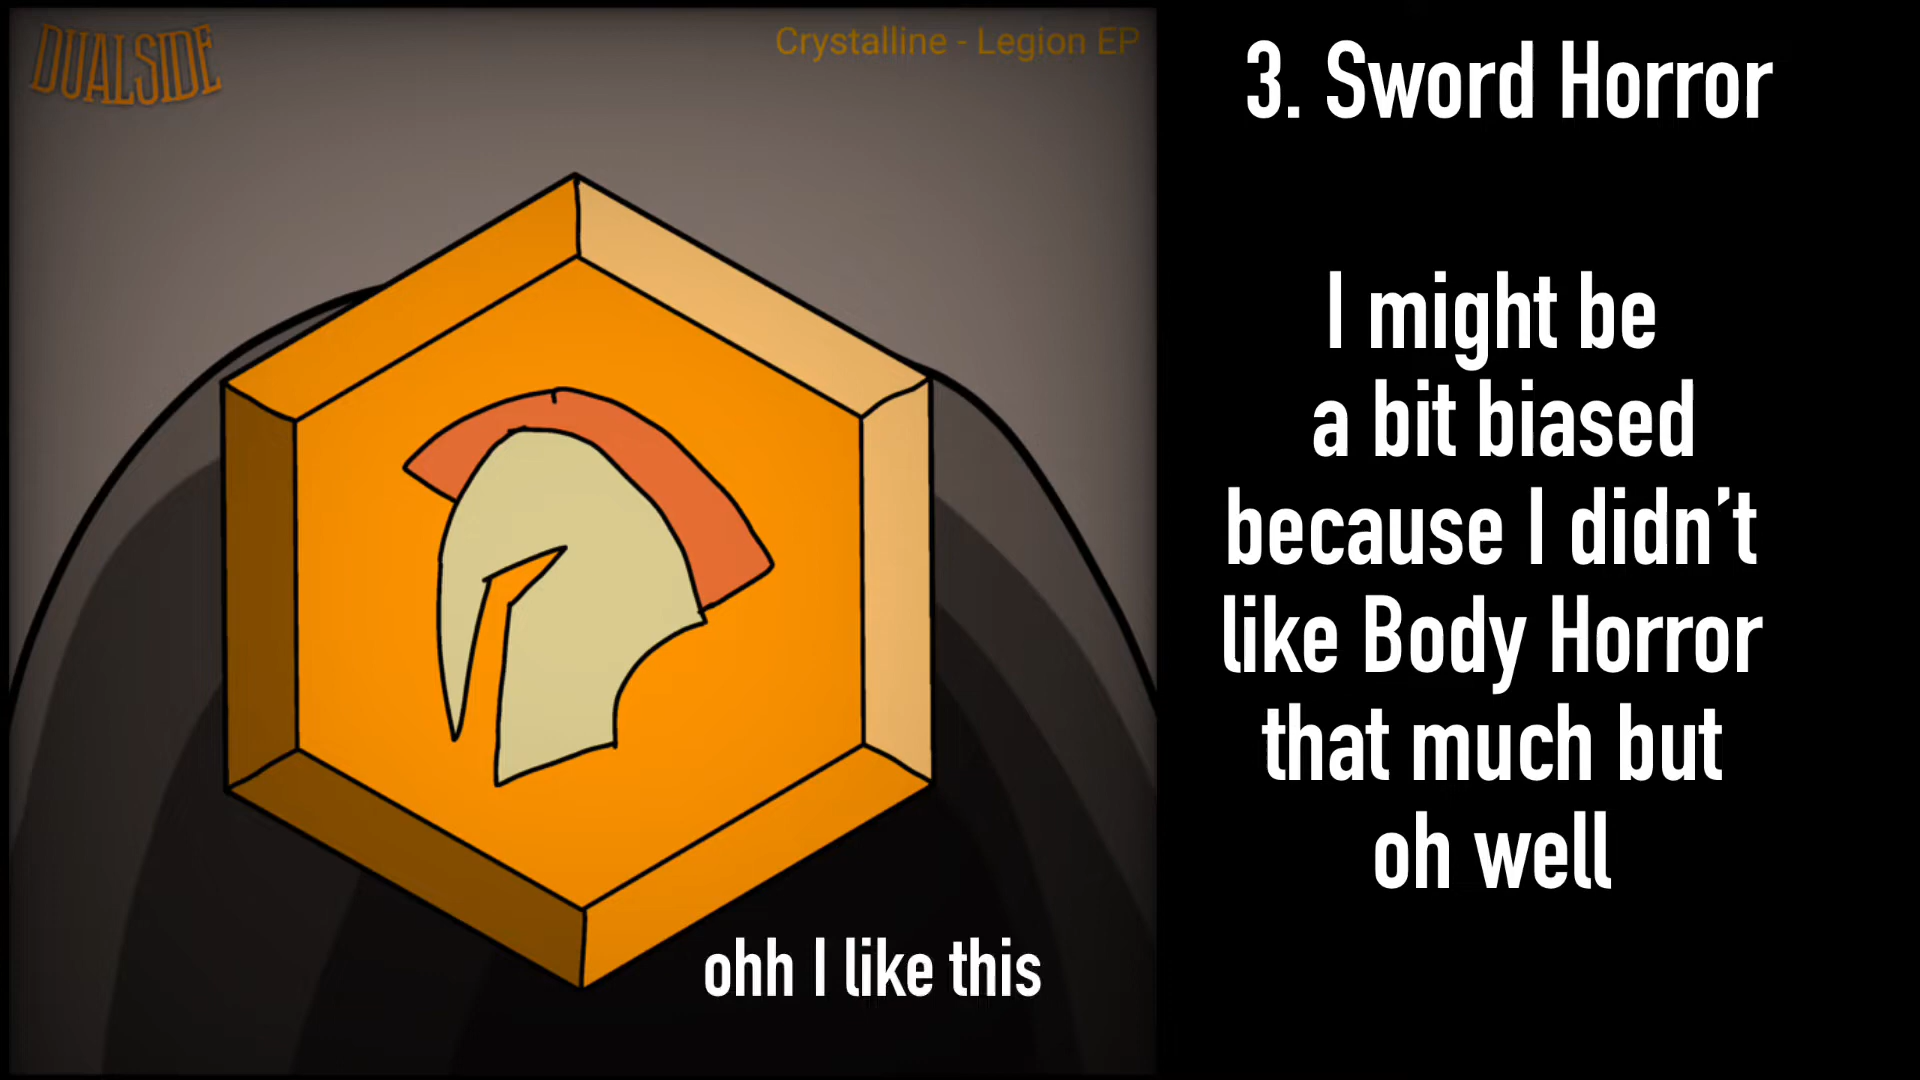 DUALSIDE
Crystalline - Legion EP
3. Sword Horror
I might be
a bit biased
because I didn't
like Body Horror
that much but
oh well
ohh I like this